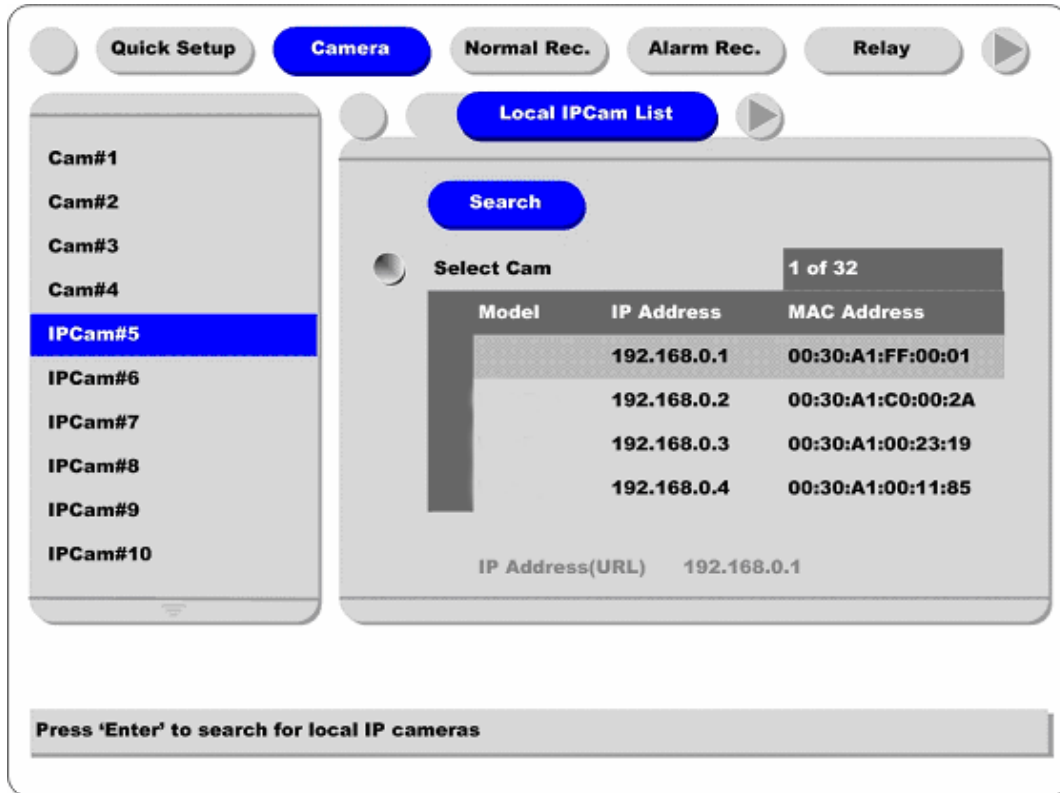 Quick Setup Camera Normal Rec. Alarm Rec. Relay
Local IPCam List
Cam#1
Cam#2
Cam#3
Cam#4
IPCam#5
IPCam#6
IPCam#7
IPCam#8
IPCam#9
IPCam#10
Search
Select Cam 1 of 32
Model IP Address MAC Address
192.168.0.1 00:30:A1:FF:00:01
192.168.0.2 00:30:A1:C0:00:2A
192.168.0.3 00:30:A1:00:23:19
192.168.0.4 00:30:A1:00:11:85
IP Address(URL) 192.168.0.1
Press ‘Enter’ to search for local IP cameras